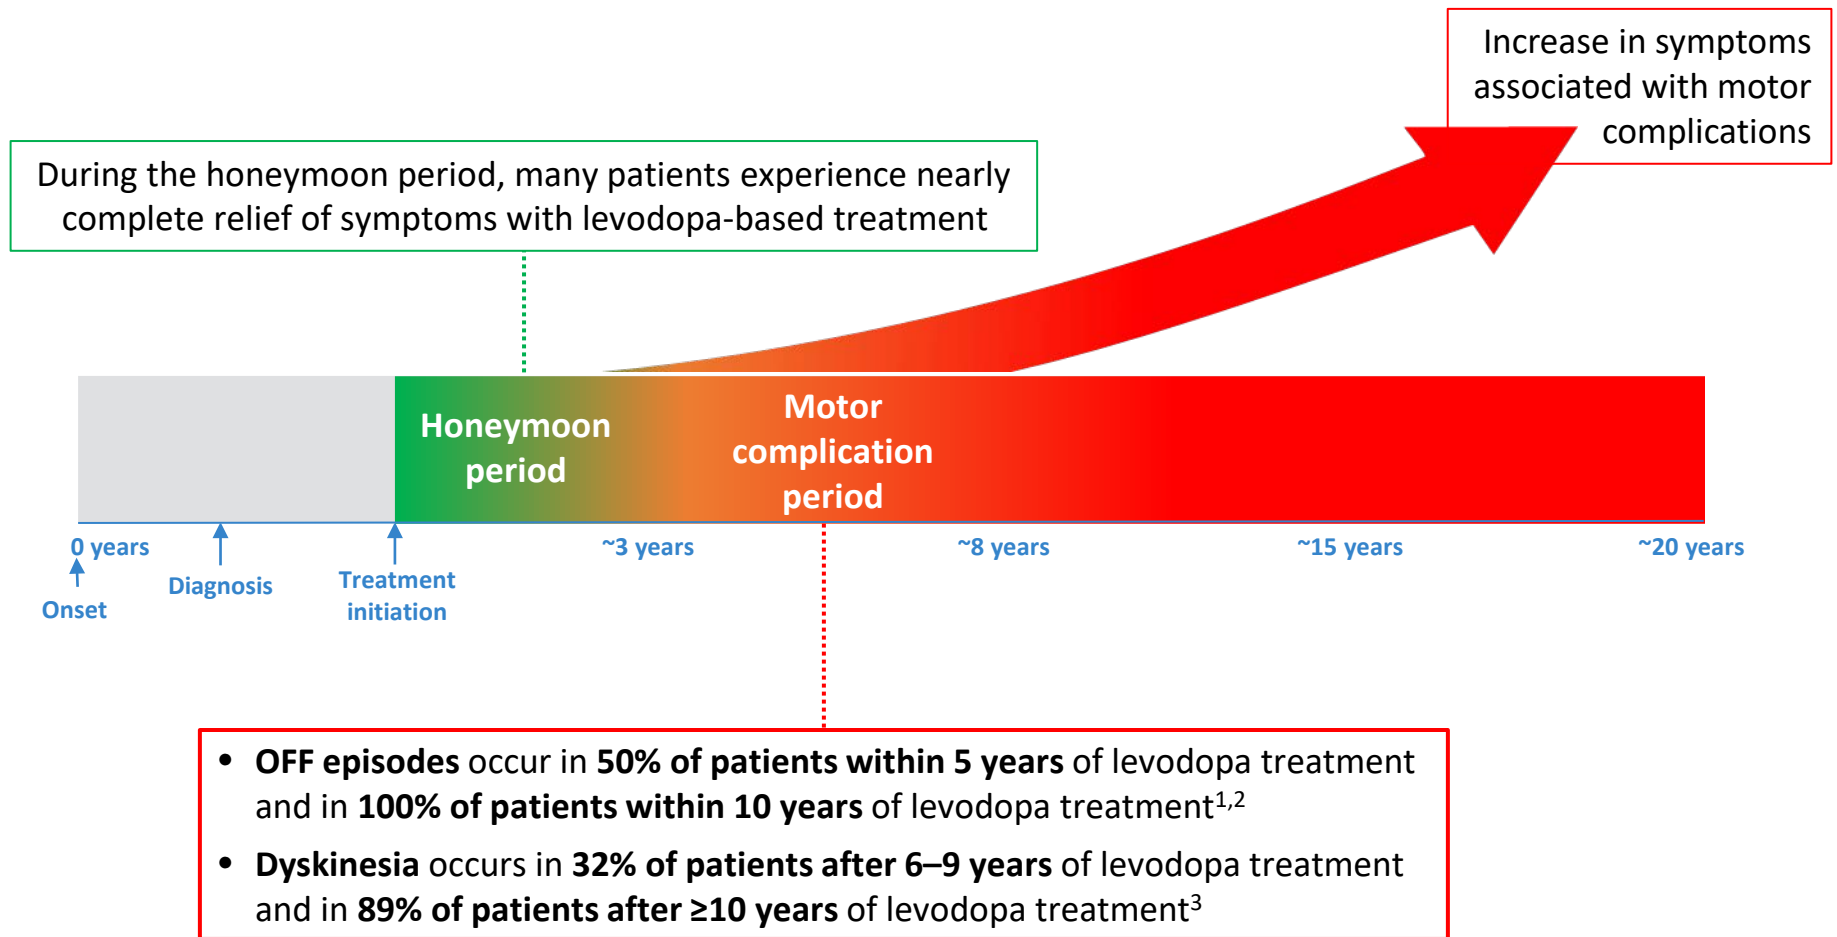 Increase in symptoms
associated with motor
complications
During the honeymoon period, many patients experience nearly
complete relief of symptoms with levodopa-based treatment
Honeymoon
period
Motor
complication
period
0 years
~3 years
~8 years
~15 years
~20 years
Onset
Diagnosis
Treatment
initiation
• OFF episodes occur in 50% of patients within 5 years of levodopa treatment
and in 100% of patients within 10 years of levodopa treatment1,2
• Dyskinesia occurs in 32% of patients after 6–9 years of levodopa treatment
and in 89% of patients after ≥10 years of levodopa treatment3